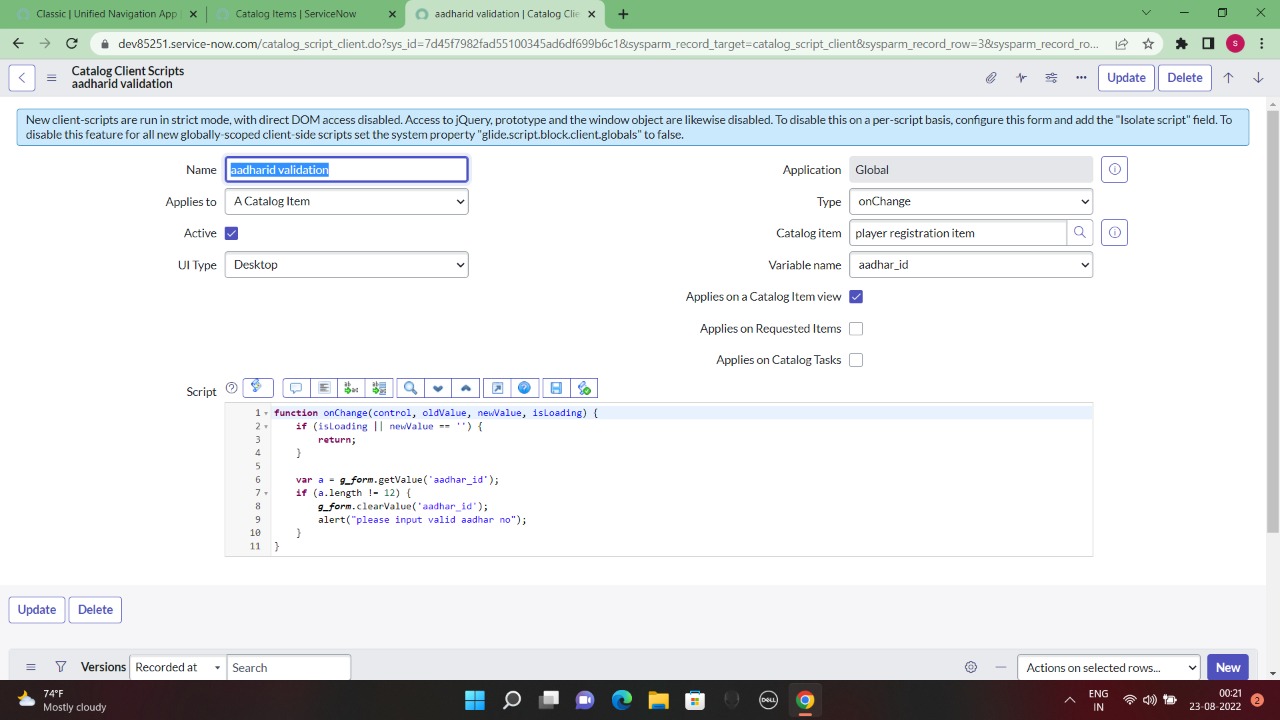 Classic | Unified Navigation App |
Catalog Items | ServiceNow
aadharid validation | Catalog Clie
dev85251.service-now.com/catalog_script_client.do?sys_id=7d45f7982fad55100345ad6df699b6c1&sysparm_record_target=catalog_script_client&sysparm_record_row=3&sysparm_record_ro...
S
Catalog Client Scripts
aadharid validation
Update
Delete
New client-scripts are run in strict mode, with direct DOM access disabled. Access to jQuery, prototype and the window object are likewise disabled. To disable this on a per-script basis, configure this form and add the "Isolate script" field. To
disable this feature for all new globally-scoped client-side scripts set the system property "glide.script.block.client.globals" to false.
Name aadharid validation
Application Global
Applies to A Catalog Item
Type onChange
Active
Catalog item player registration item
UI Type Desktop
Variable name aadhar_id
Applies on a Catalog Item view
Applies on Requested Items
Applies on Catalog Tasks
Script
1 function onChange(control, oldValue, newValue, isLoading) {
2 if (isLoading || newValue == '') {
3 return;
4 }
5
6 var a = g_form.getValue('aadhar_id');
7 if (a.length != 12) {
8 g_form.clearValue('aadhar_id');
9 alert("please input valid aadhar no");
10 }
11 }
Update Delete
Versions Recorded at Search
Actions on selected rows... New
74°F
Mostly cloudy
DELL
ENG
IN
00:21
23-08-2022
2